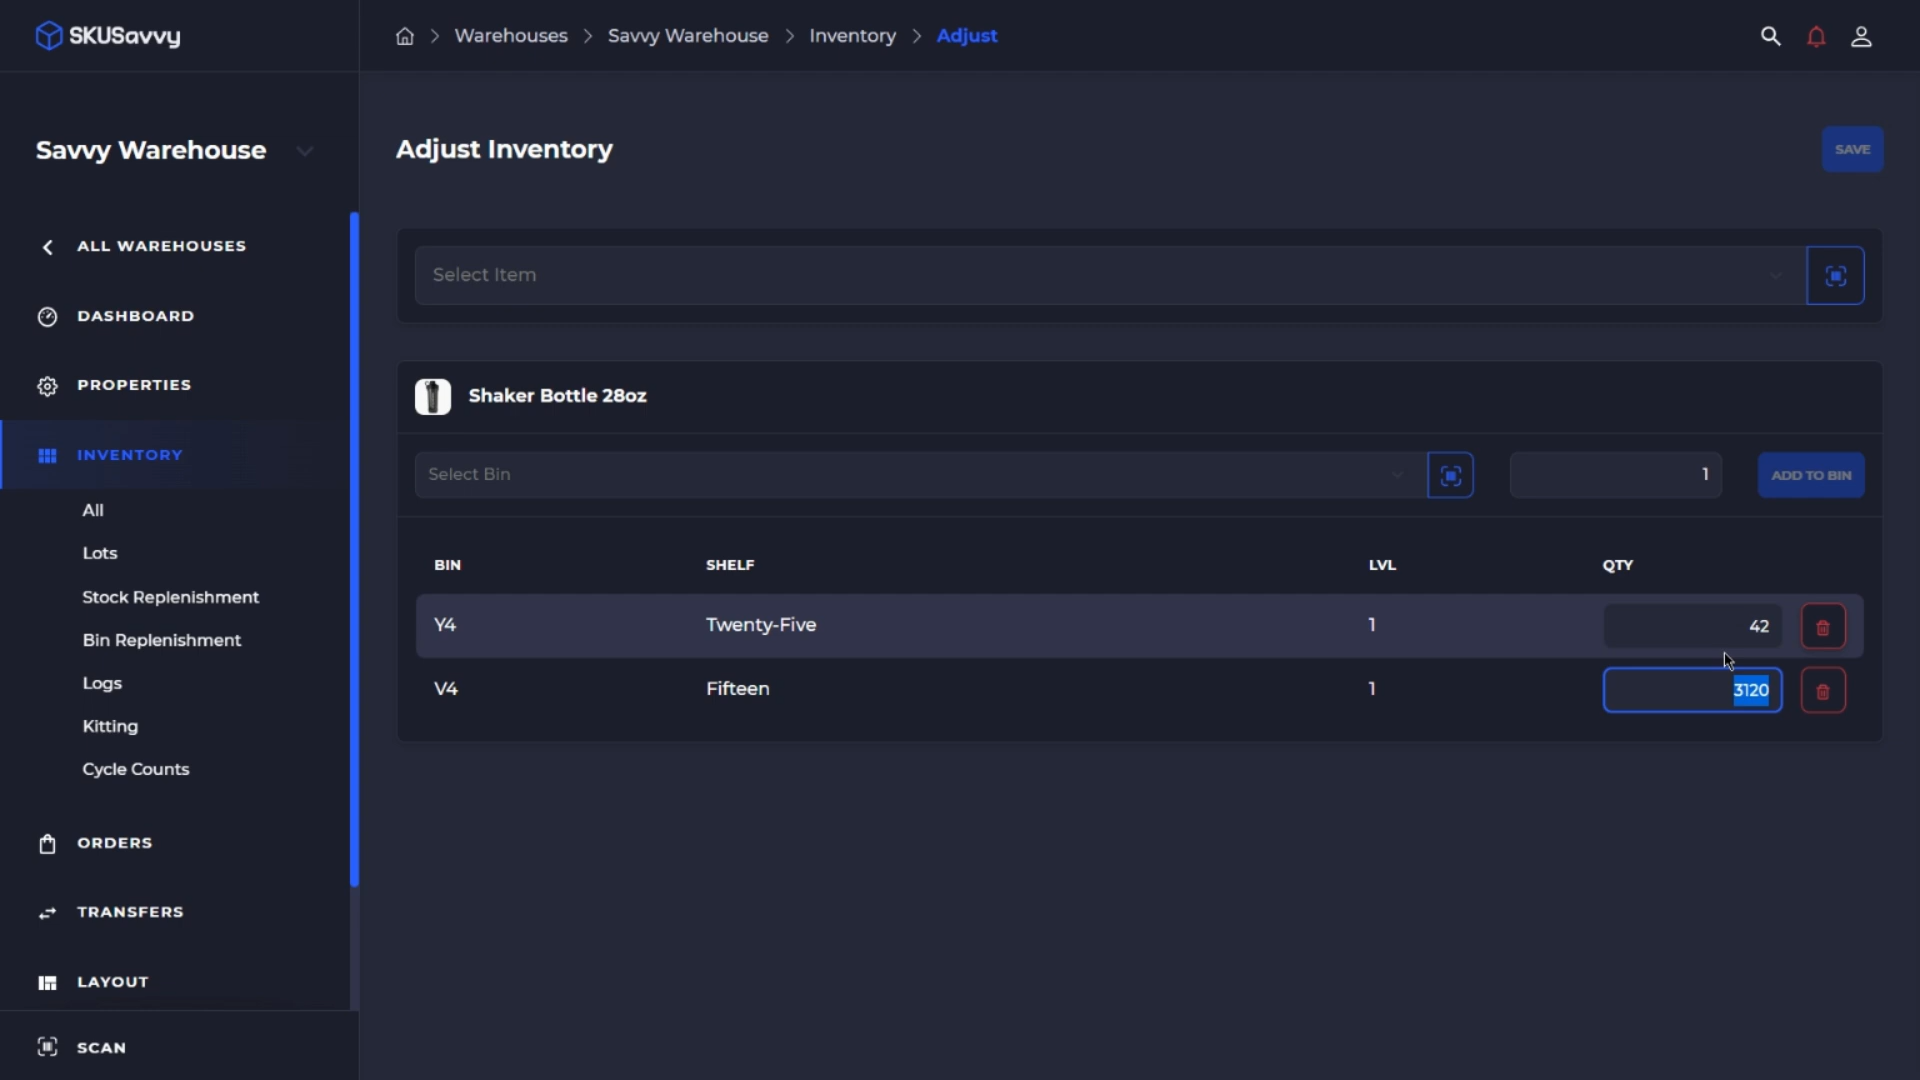 SKUSavvy
Warehouses > Savvy Warehouse > Inventory > Adjust
Savvy Warehouse
ALL WAREHOUSES
DASHBOARD
PROPERTIES
INVENTORY
All
Lots
Stock Replenishment
Bin Replenishment
Logs
Kitting
Cycle Counts
ORDERS
TRANSFERS
LAYOUT
SCAN
Adjust Inventory
SAVE
Select Item
Shaker Bottle 28oz
Select Bin 1 ADD TO BIN
BIN SHELF LVL QTY
Y4 Twenty-Five 1 42
V4 Fifteen 1 3120